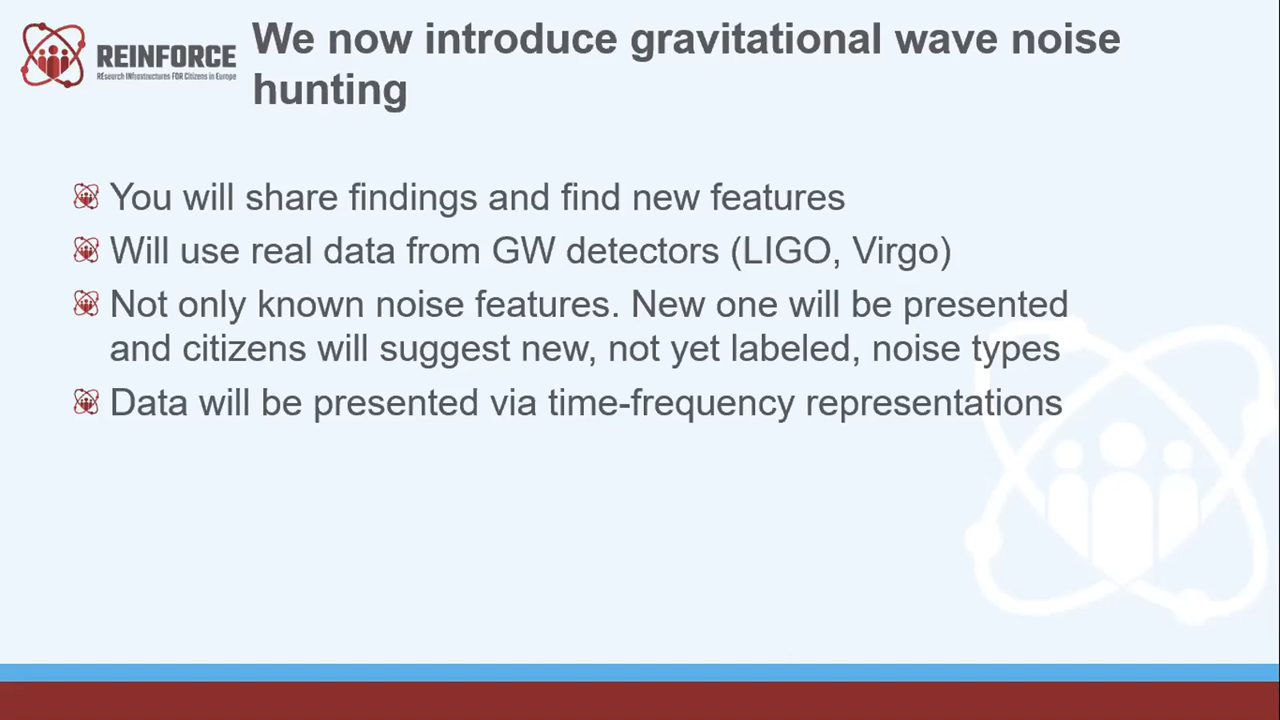 REINFORCE
REsearch INfrastructures FOR Citizens in Europe
We now introduce gravitational wave noise
hunting
You will share findings and find new features
Will use real data from GW detectors (LIGO, Virgo)
Not only known noise features. New one will be presented
and citizens will suggest new, not yet labeled, noise types
Data will be presented via time-frequency representations